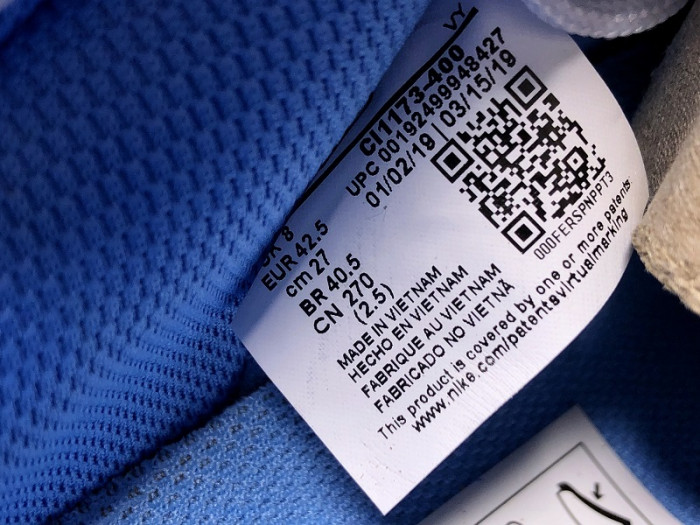 VY
CI1173-400
UPC 00192499948427
01/02/19 | 03/15/19
000FERSPNPPT3
8
EUR 42.5
cm 27
BR 40.5
CN 270
(2.5)
MADE IN VIETNAM
HECHO EN VIETNAM
FABRIQUE AU VIETNAM
FABRICADO NO VIETNÃ
This product is covered by one or more patents.
www.nike.com/patentsvirtualmarking